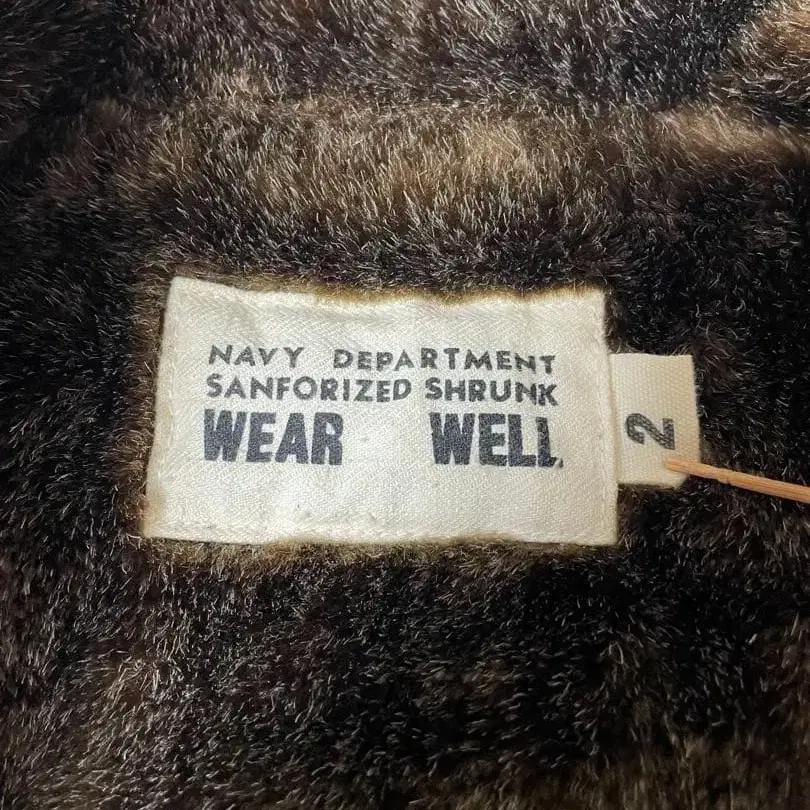 NAVY DEPARTMENT
SANFORIZED SHRUNK
WEAR WELL.
2